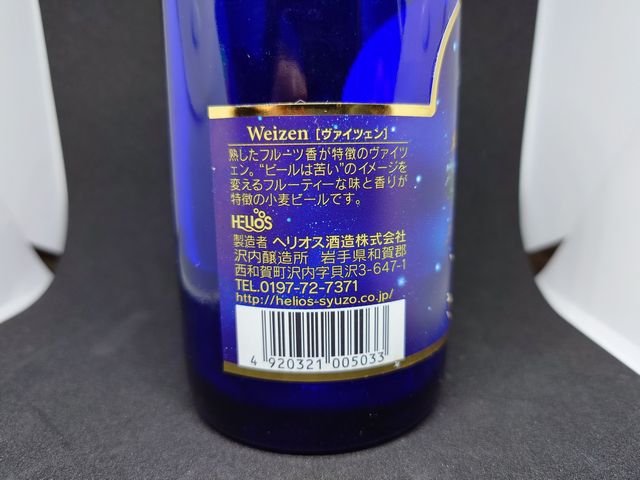 Weizen [ヴァイツェン]
熟したフルーツ香が特徴のヴァイツ
ェン。“ビールは苦い”のイメージを
変えるフルーティーな味と香りが
特徴の小麦ビールです。
HELIOS
製造者 ヘリオス酒造株式会社
沢内醸造所 岩手県和賀郡
西和賀町沢内字貝沢3-647-1
TEL.0197-72-7371
http://helios-syuzo.co.jp/
4 920321 005033